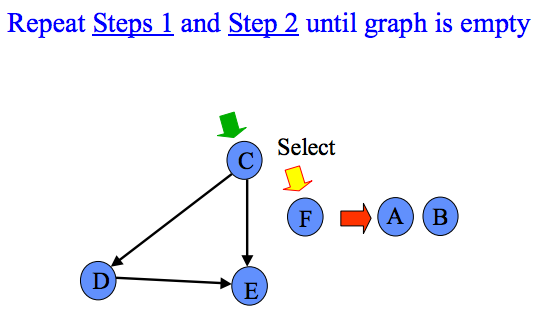 Repeat Steps 1 and Step 2 until graph is empty
Select
C
F
A
B
D
E